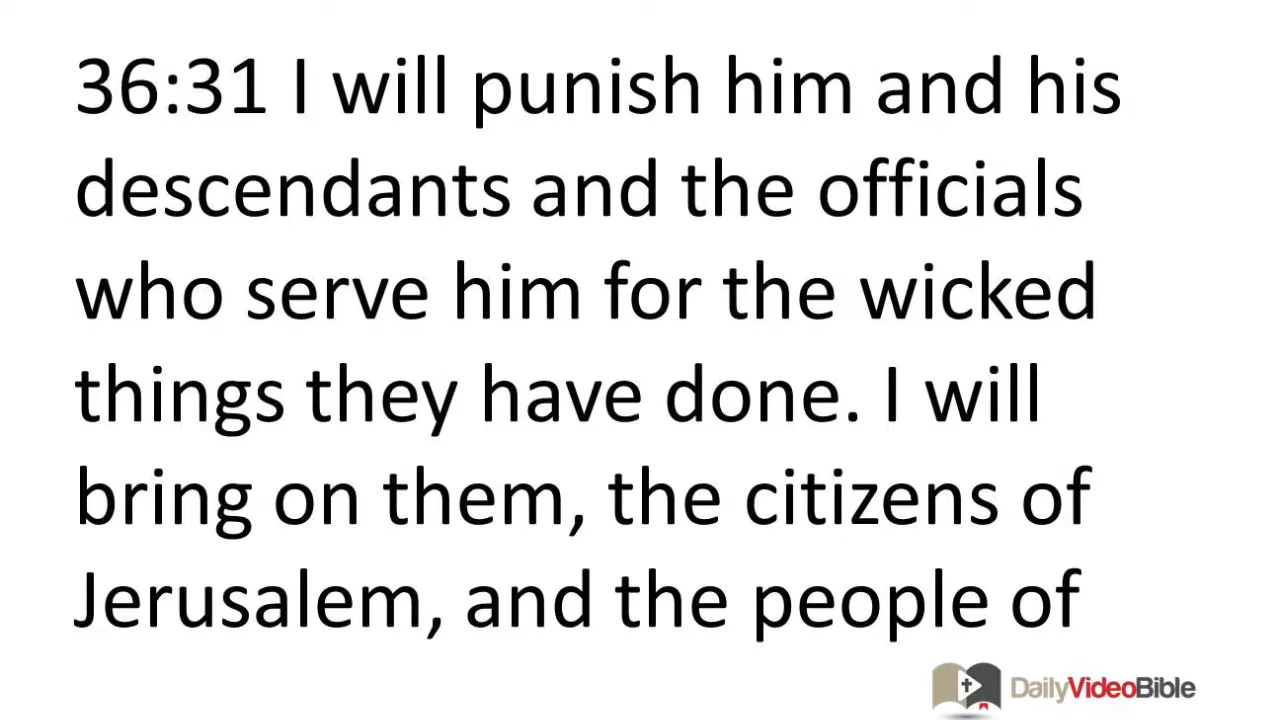 36:31 I will punish him and his
descendants and the officials
who serve him for the wicked
things they have done. I will
bring on them, the citizens of
Jerusalem, and the people of
DailyVideoBible